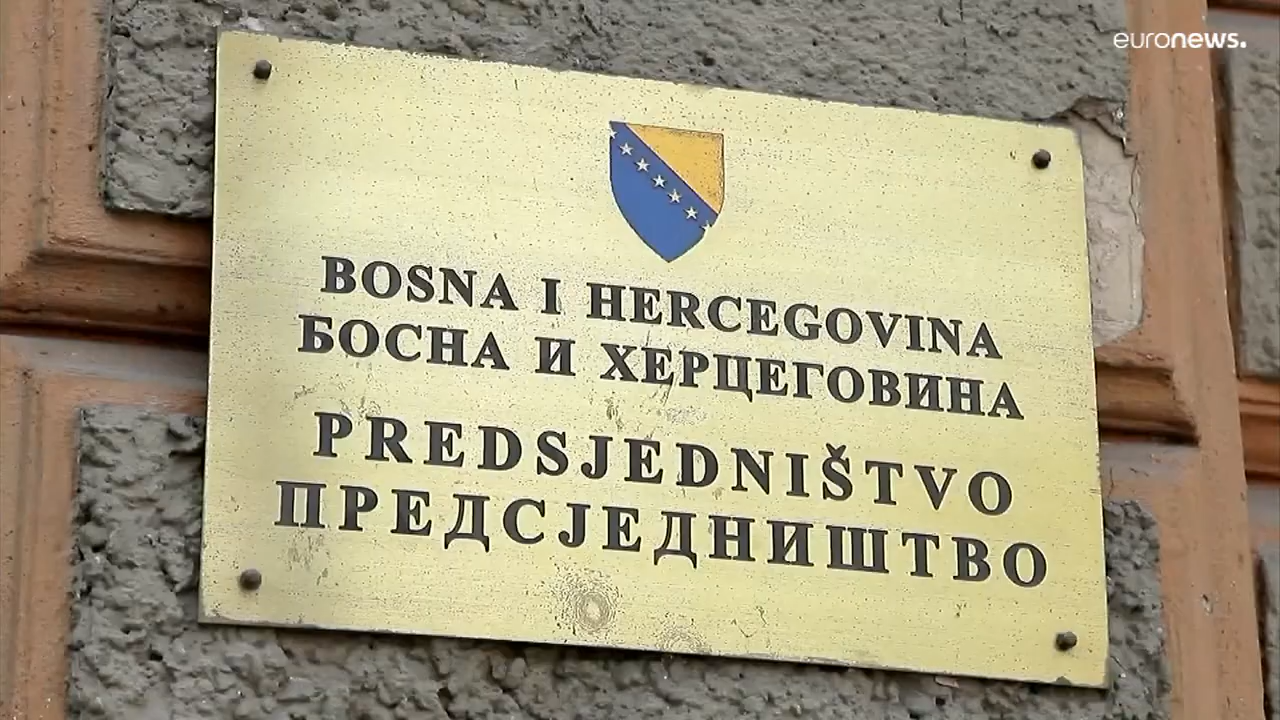 euronews.
BOSNA I HERCEGOVINA
БОСНА И ХЕРЦЕГОВИНА
PREDSJEDNIŠTVO
ПРЕДСЈЕДНИШТВО